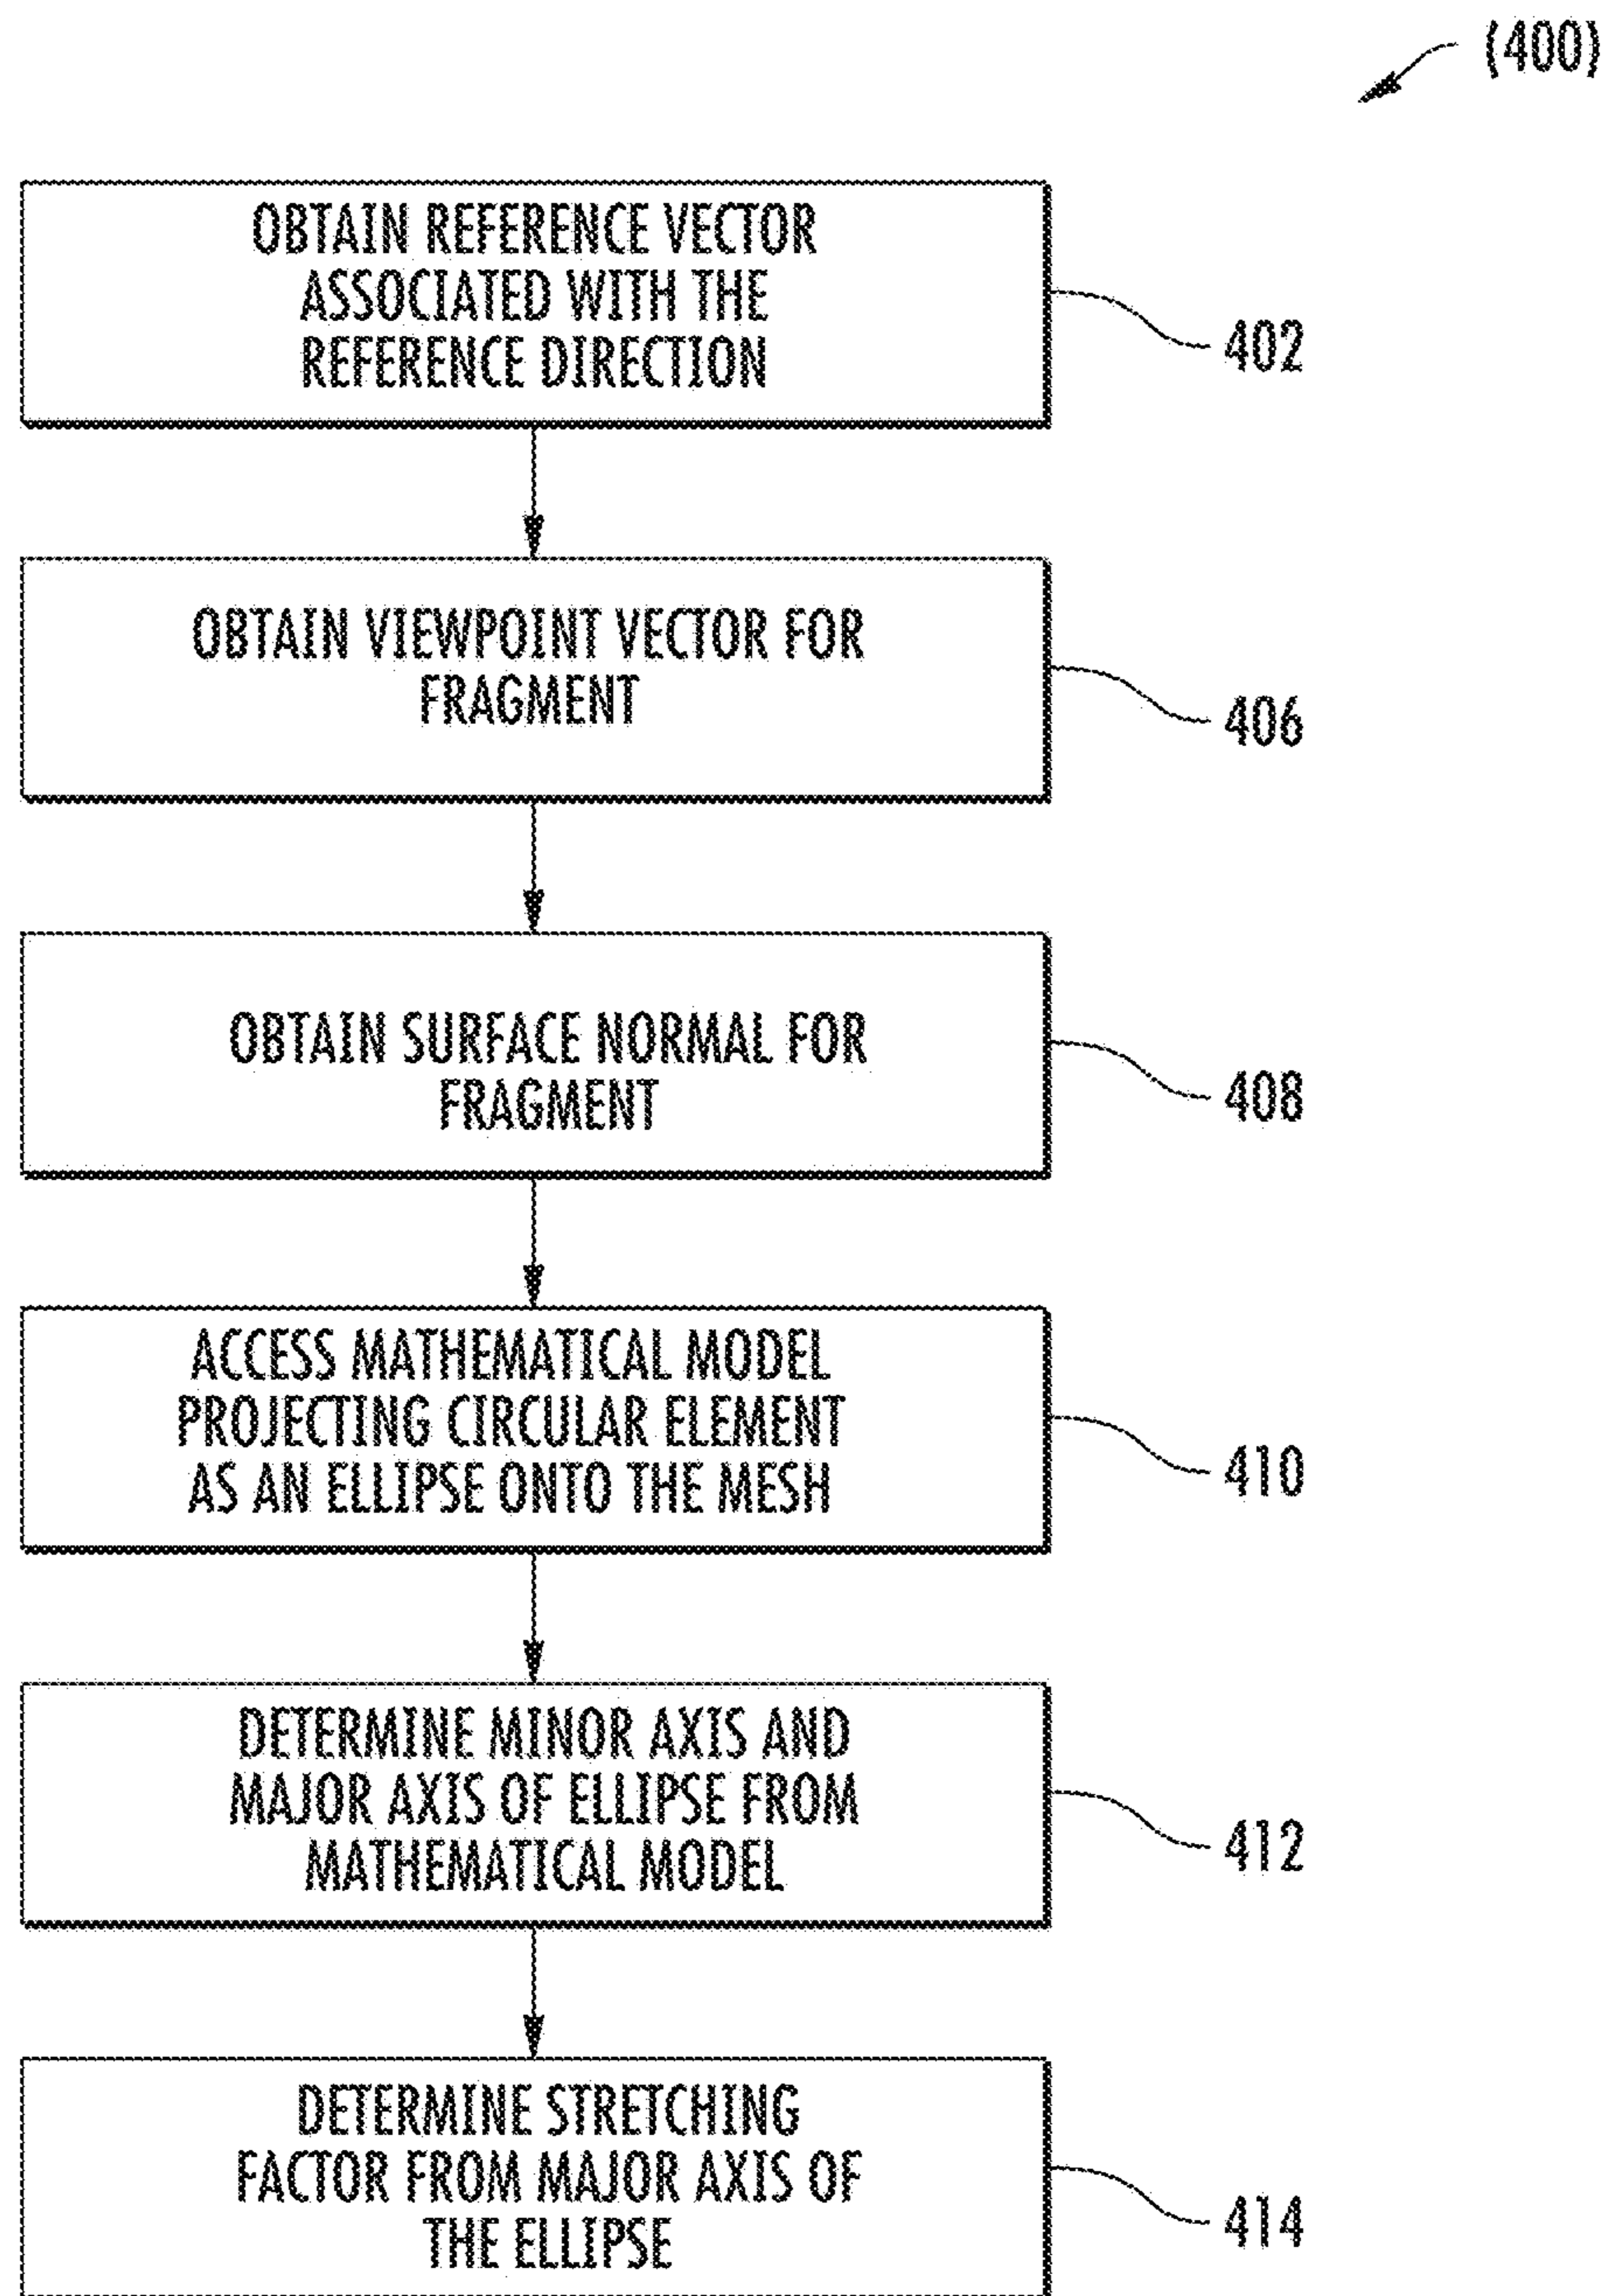 (400)
OBTAIN REFERENCE VECTOR
ASSOCIATED WITH THE
REFERENCE DIRECTION
402
OBTAIN VIEWPOINT VECTOR FOR
FRAGMENT
406
OBTAIN SURFACE NORMAL FOR
FRAGMENT
408
ACCESS MATHEMATICAL MODEL
PROJECTING CIRCULAR ELEMENT
AS AN ELLIPSE ONTO THE MESH
410
DETERMINE MINOR AXIS AND
MAJOR AXIS OF ELLIPSE FROM
MATHEMATICAL MODEL
412
DETERMINE STRETCHING
FACTOR FROM MAJOR AXIS OF
THE ELLIPSE
414